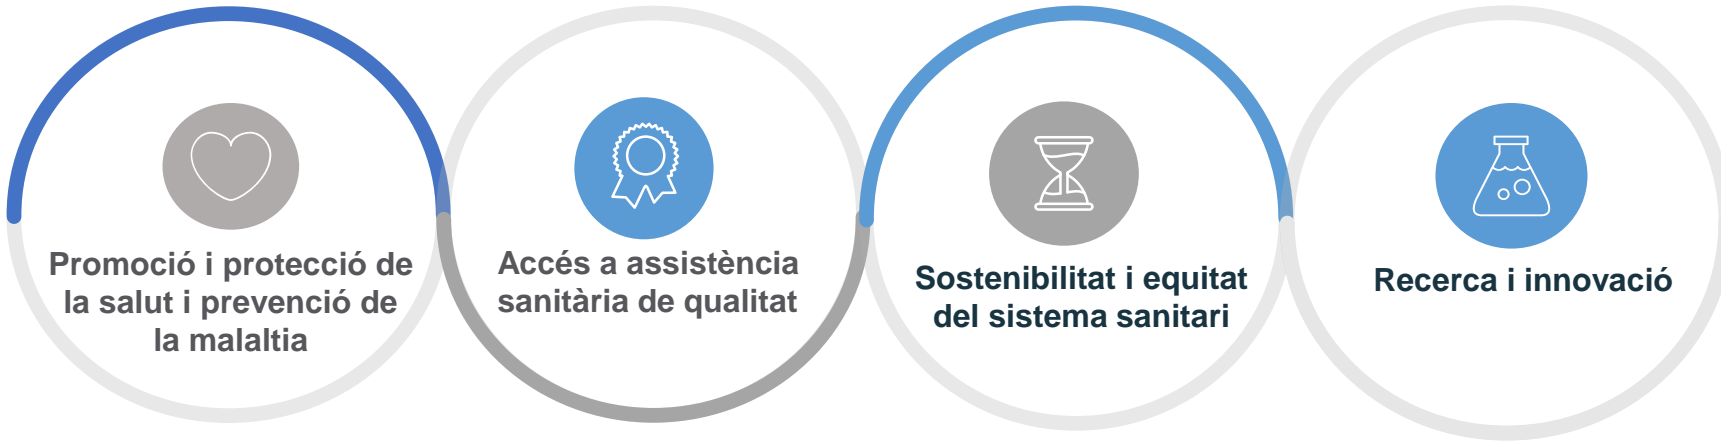 Promoció i protecció de
la salut i prevenció de
la malaltia
Accés a assistència
sanitària de qualitat
Sostenibilitat i equitat
del sistema sanitari
Recerca i innovació